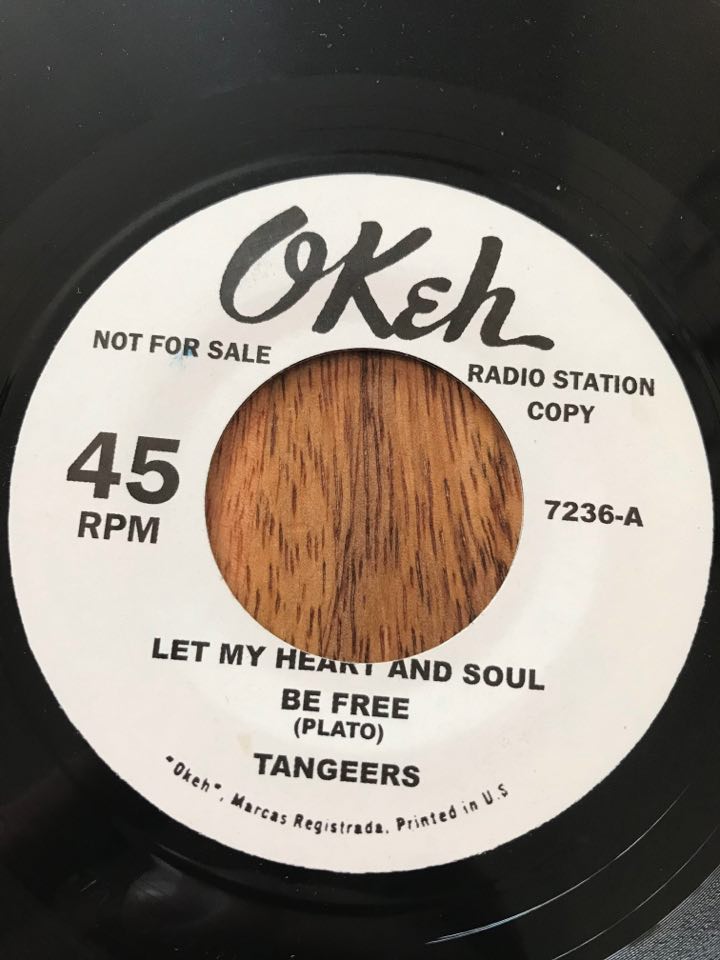 OKeh
NOT FOR SALE
RADIO STATION
COPY
45
RPM
7236-A
LET MY HEART AND SOUL
BE FREE
(PLATO)
TANGEERS
"Okeh", Marcas Registrada. Printed in U.S